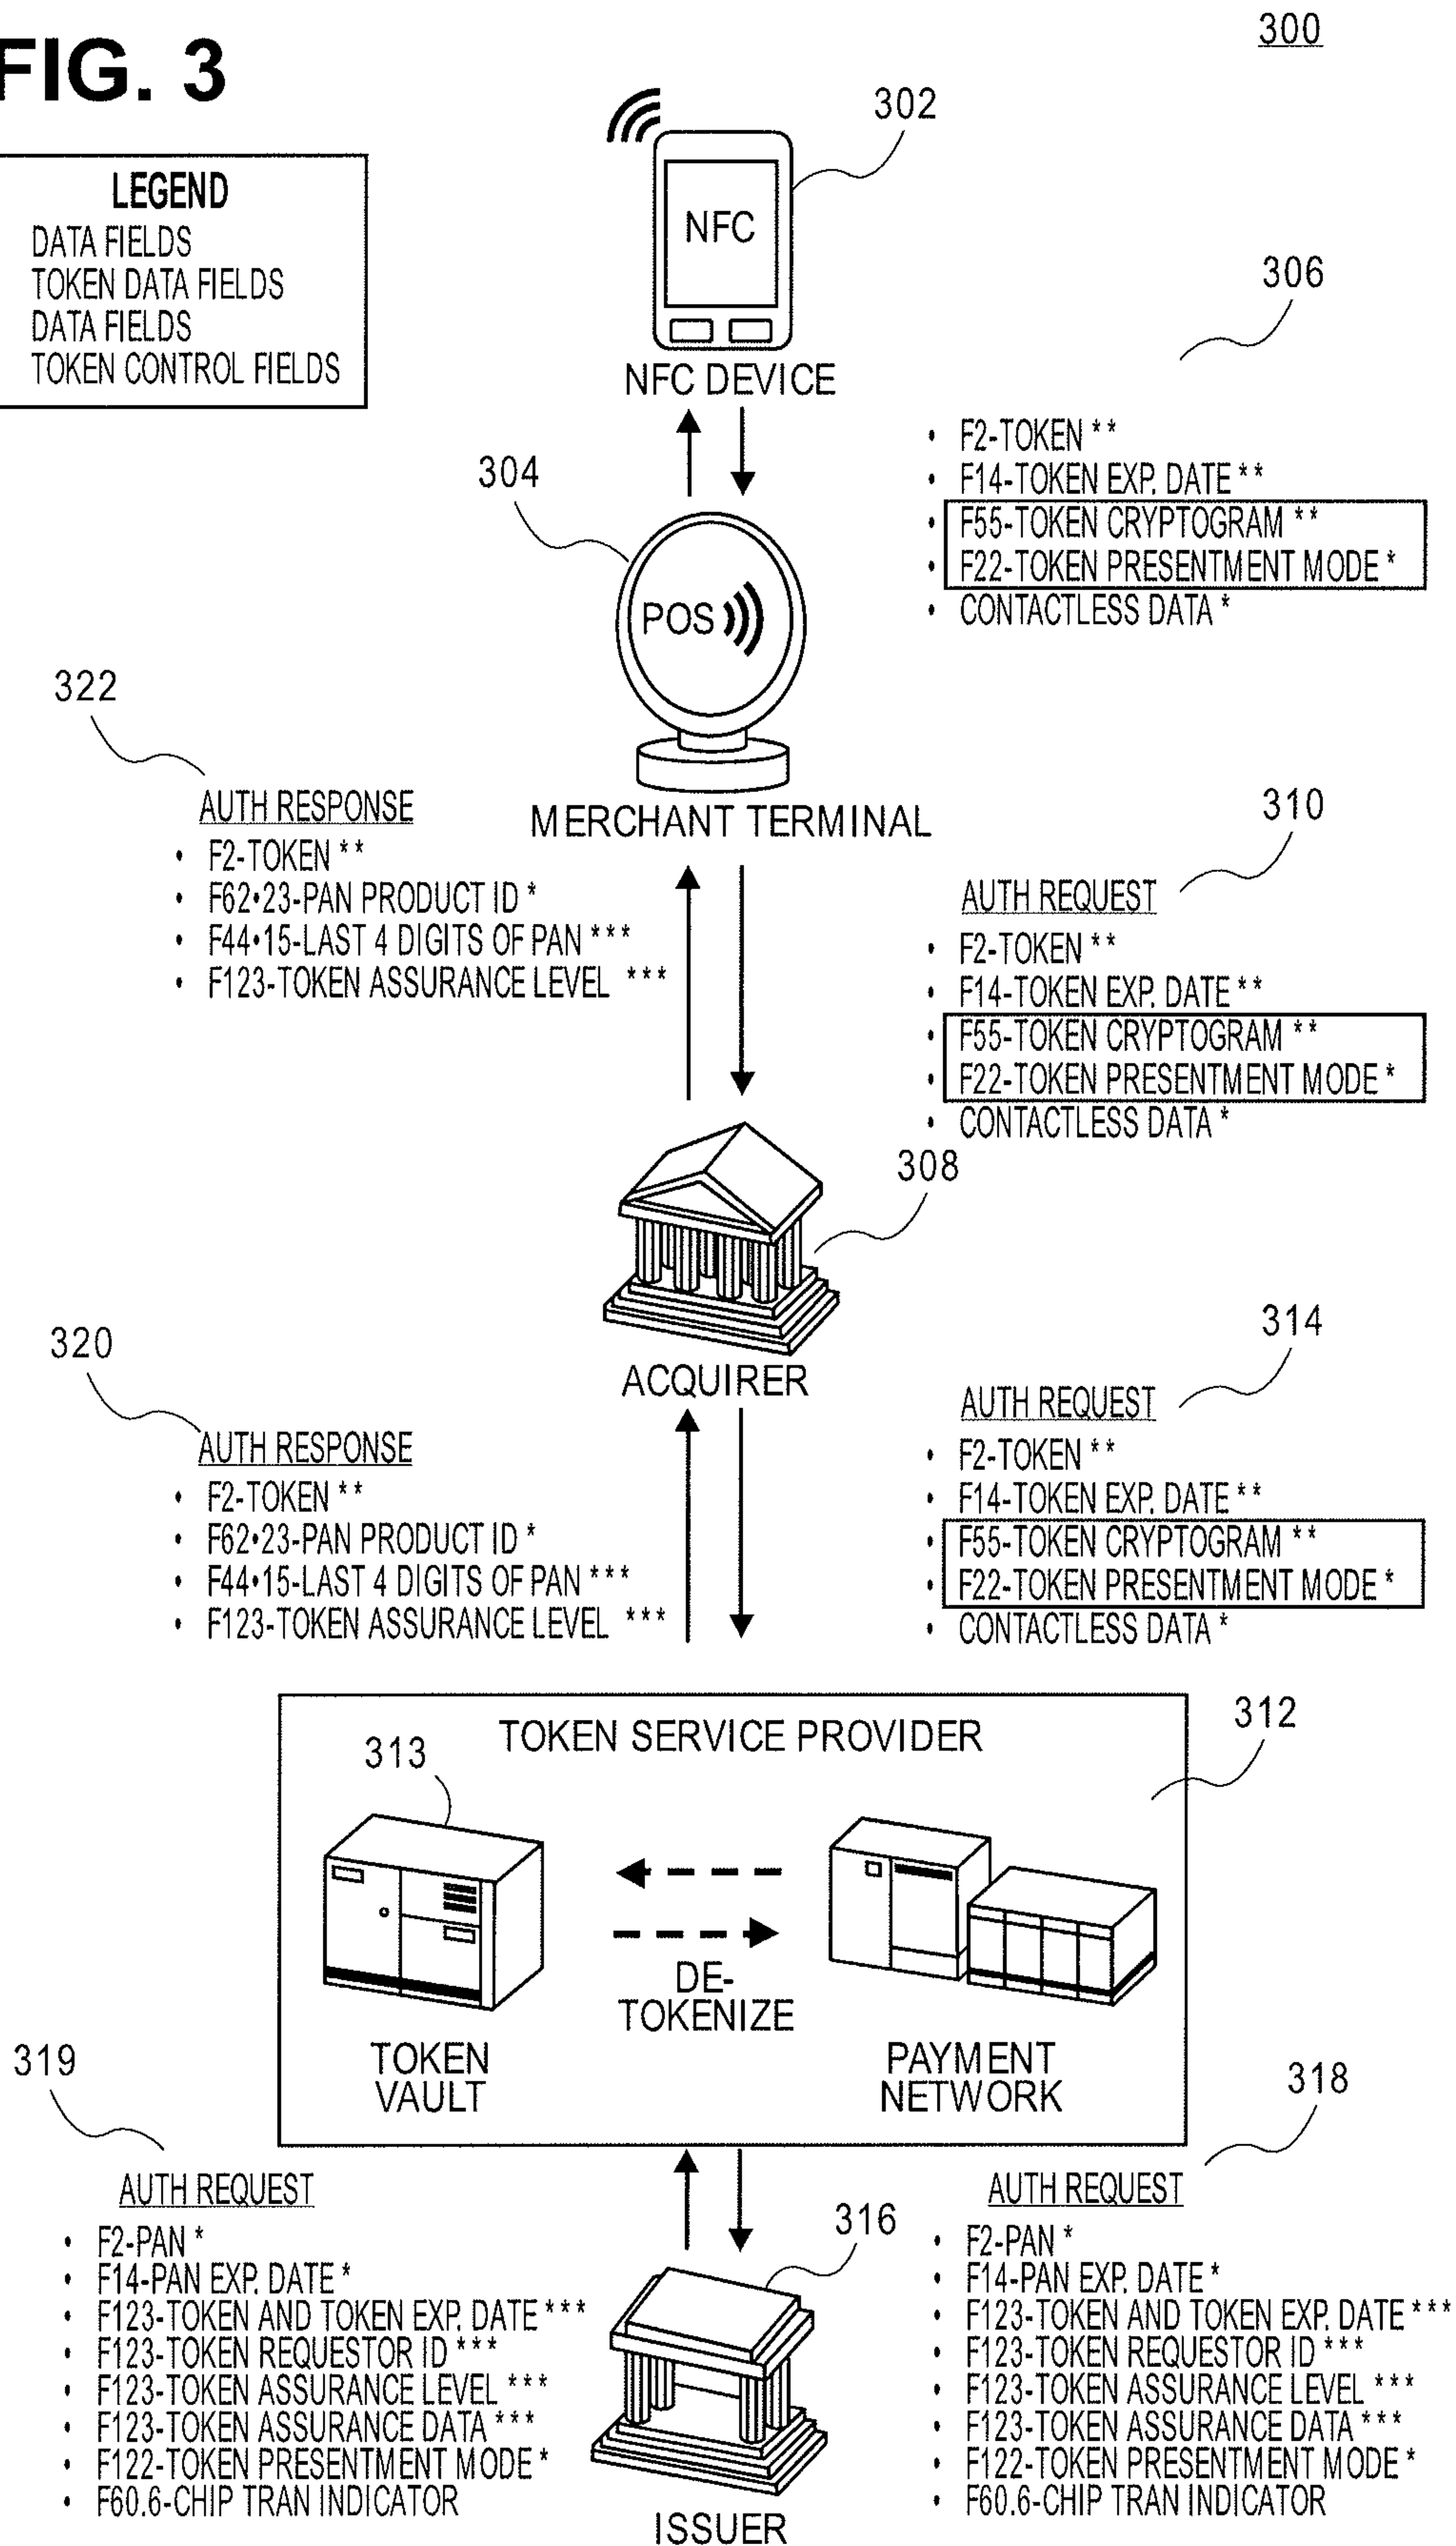 300
FIG. 3
302
LEGEND
DATA FIELDS
TOKEN DATA FIELDS
DATA FIELDS
TOKEN CONTROL FIELDS
NFC
NFC DEVICE
306
• F2-TOKEN **
• F14-TOKEN EXP. DATE **
• F55-TOKEN CRYPTOGRAM **
• F22-TOKEN PRESENTMENT MODE *
• CONTACTLESS DATA *
304
POS
MERCHANT TERMINAL
322
AUTH RESPONSE
• F2-TOKEN **
• F62•23-PAN PRODUCT ID *
• F44•15-LAST 4 DIGITS OF PAN ***
• F123-TOKEN ASSURANCE LEVEL ***
310
AUTH REQUEST
• F2-TOKEN **
• F14-TOKEN EXP. DATE **
• F55-TOKEN CRYPTOGRAM **
• F22-TOKEN PRESENTMENT MODE *
• CONTACTLESS DATA *
308
ACQUIRER
320
AUTH RESPONSE
• F2-TOKEN **
• F62•23-PAN PRODUCT ID *
• F44•15-LAST 4 DIGITS OF PAN ***
• F123-TOKEN ASSURANCE LEVEL ***
314
AUTH REQUEST
• F2-TOKEN **
• F14-TOKEN EXP. DATE **
• F55-TOKEN CRYPTOGRAM **
• F22-TOKEN PRESENTMENT MODE *
• CONTACTLESS DATA *
312
TOKEN SERVICE PROVIDER
313
DE-
TOKENIZE
TOKEN
VAULT
PAYMENT
NETWORK
319
AUTH REQUEST
• F2-PAN *
• F14-PAN EXP. DATE *
• F123-TOKEN AND TOKEN EXP. DATE ***
• F123-TOKEN REQUESTOR ID ***
• F123-TOKEN ASSURANCE LEVEL ***
• F123-TOKEN ASSURANCE DATA ***
• F122-TOKEN PRESENTMENT MODE *
• F60.6-CHIP TRAN INDICATOR
316
ISSUER
318
AUTH REQUEST
• F2-PAN *
• F14-PAN EXP. DATE *
• F123-TOKEN AND TOKEN EXP. DATE ***
• F123-TOKEN REQUESTOR ID ***
• F123-TOKEN ASSURANCE LEVEL ***
• F123-TOKEN ASSURANCE DATA ***
• F122-TOKEN PRESENTMENT MODE *
• F60.6-CHIP TRAN INDICATOR